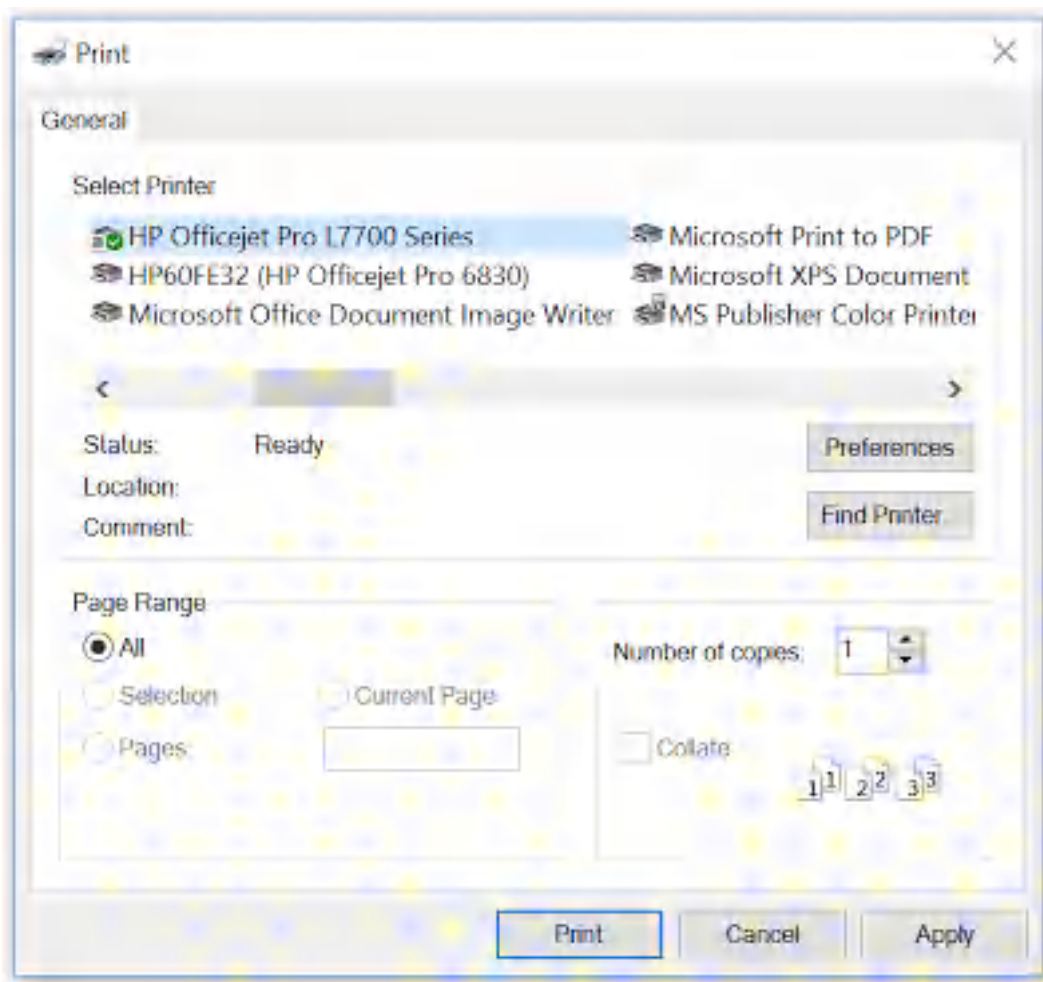 Print
General
Select Printer
HP Officejet Pro L7700 Series
Microsoft Print to PDF
HP60FE32 (HP Officejet Pro 6830)
Microsoft XPS Document
Microsoft Office Document Image Writer
MS Publisher Color Printer
Status: Ready
Preferences
Location:
Comment:
Find Printer...
Page Range
All
Number of copies: 1
Selection
Current Page
Pages:
Collate
1 1 2 2 3 3
Print Cancel Apply